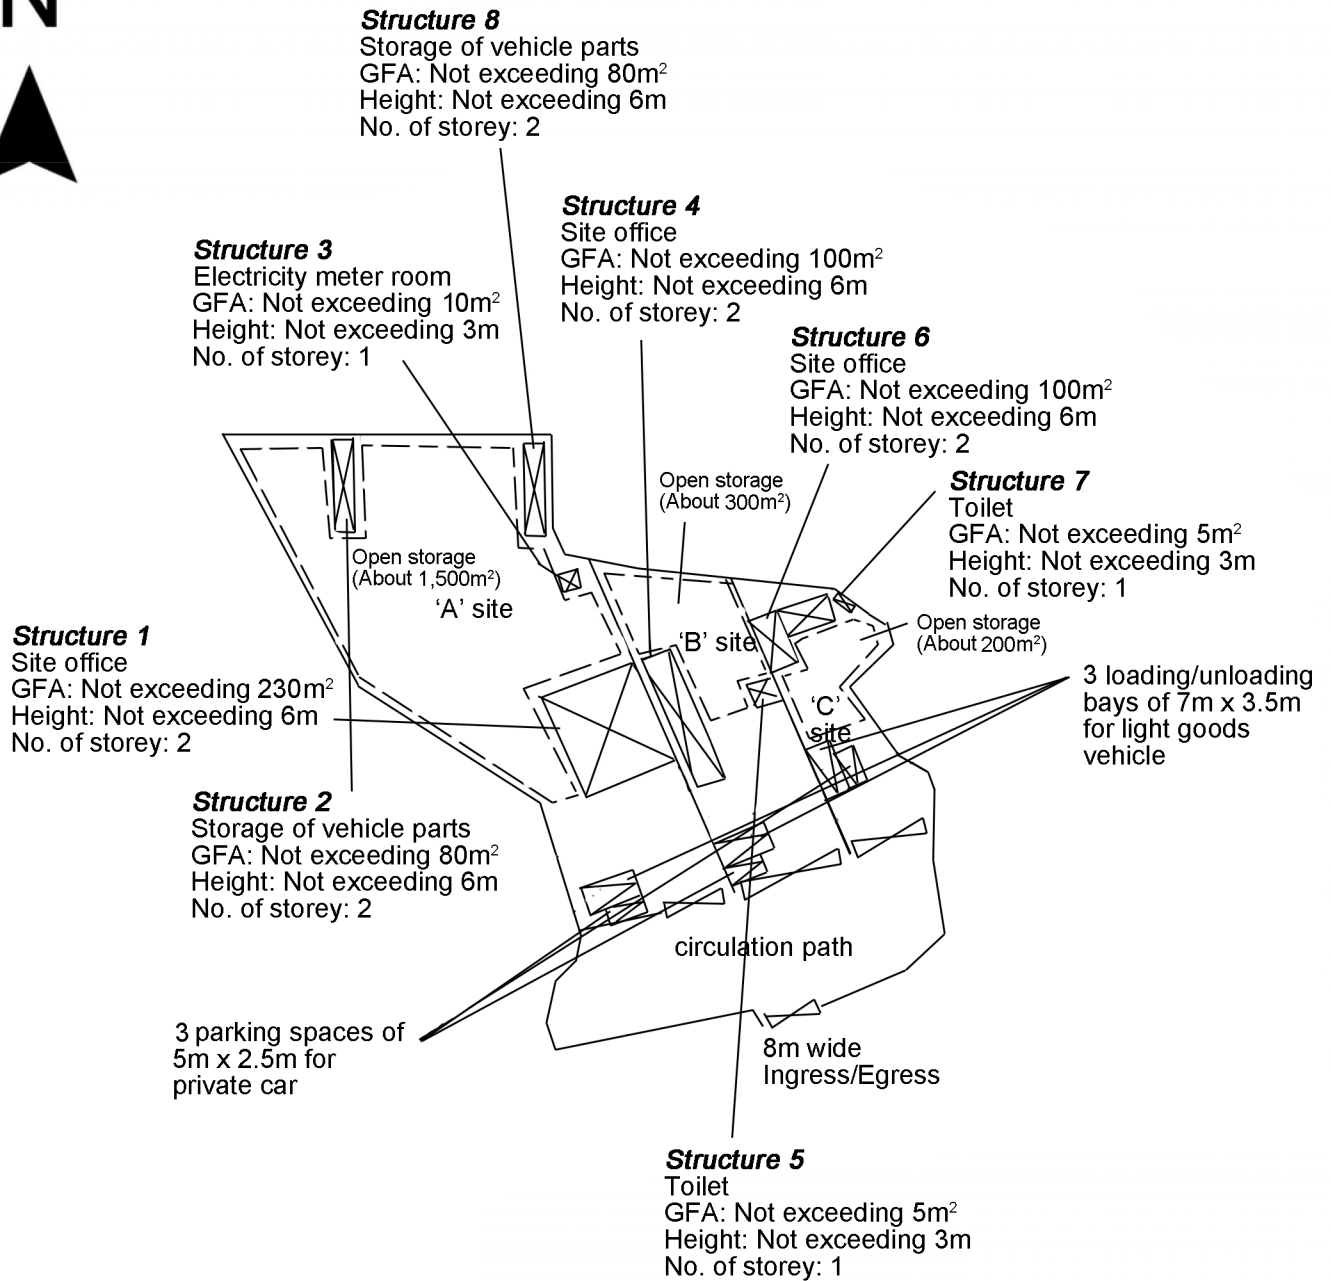 N
Structure 8
Storage of vehicle parts
GFA: Not exceeding 80m²
Height: Not exceeding 6m
No. of storey: 2
Structure 4
Site office
GFA: Not exceeding 100m²
Height: Not exceeding 6m
No. of storey: 2
Structure 3
Electricity meter room
GFA: Not exceeding 10m²
Height: Not exceeding 3m
No. of storey: 1
Structure 6
Site office
GFA: Not exceeding 100m²
Height: Not exceeding 6m
No. of storey: 2
Open storage
(About 300m²)
Structure 7
Toilet
GFA: Not exceeding 5m²
Height: Not exceeding 3m
No. of storey: 1
Open storage
(About 1,500m²)
'A' site
'B' site
Open storage
(About 200m²)
Structure 1
Site office
GFA: Not exceeding 230m²
Height: Not exceeding 6m
No. of storey: 2
'C'
site
3 loading/unloading
bays of 7m x 3.5m
for light goods
vehicle
Structure 2
Storage of vehicle parts
GFA: Not exceeding 80m²
Height: Not exceeding 6m
No. of storey: 2
circulation path
3 parking spaces of
5m x 2.5m for
private car
8m wide
Ingress/Egress
Structure 5
Toilet
GFA: Not exceeding 5m²
Height: Not exceeding 3m
No. of storey: 1